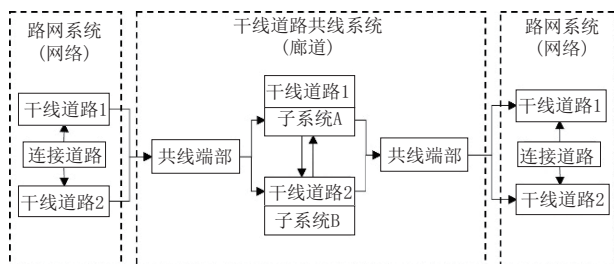 路网系统
(网络)
干线道路1
连接道路
干线道路2
干线道路共线系统
(廊道)
共线端部
干线道路1
子系统A
干线道路2
子系统B
共线端部
路网系统
(网络)
干线道路1
连接道路
干线道路2